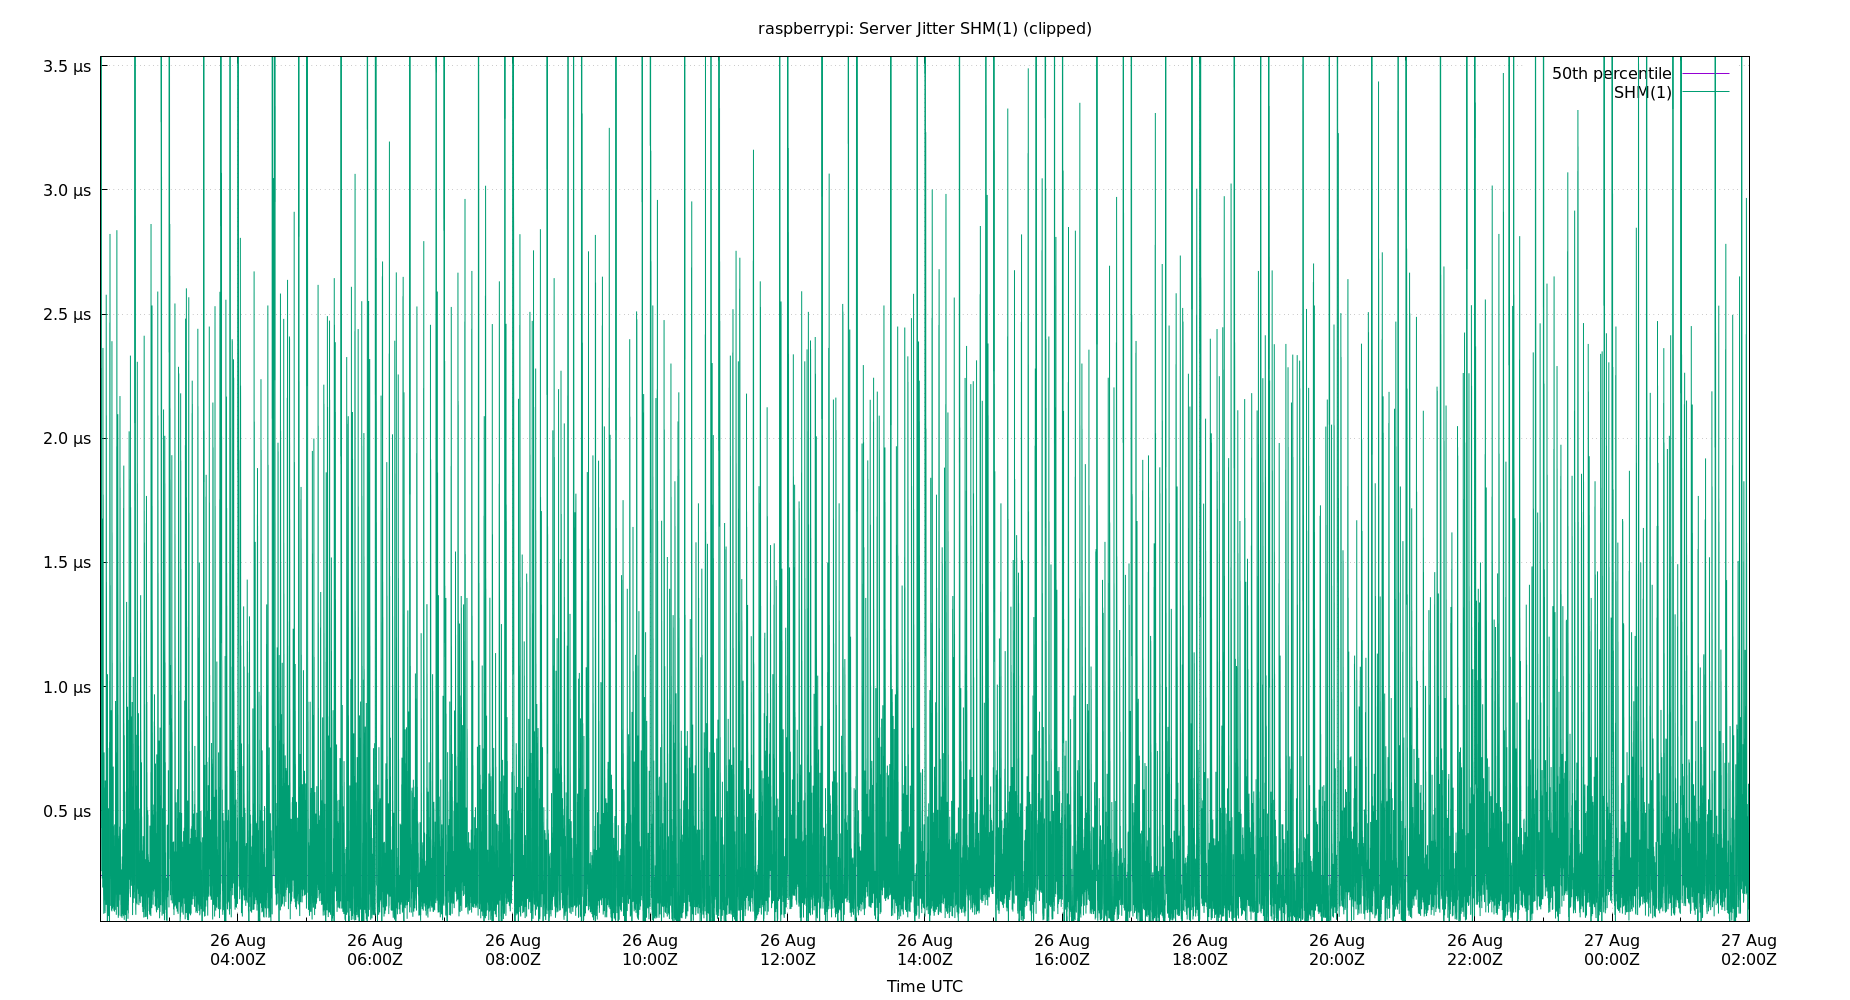 raspberrypi: Server Jitter SHM(1) (clipped)
3.5 µs
50th percentile
SHM(1)
3.0 µs
2.5 µs
2.0 µs
1.5 µs
1.0 µs
0.5 µs
26 Aug 26 Aug 26 Aug 26 Aug 26 Aug 26 Aug 26 Aug 26 Aug 26 Aug 26 Aug 27 Aug 27 Aug
04:00Z 06:00Z 08:00Z 10:00Z 12:00Z 14:00Z 16:00Z 18:00Z 20:00Z 22:00Z 00:00Z 02:00Z
Time UTC